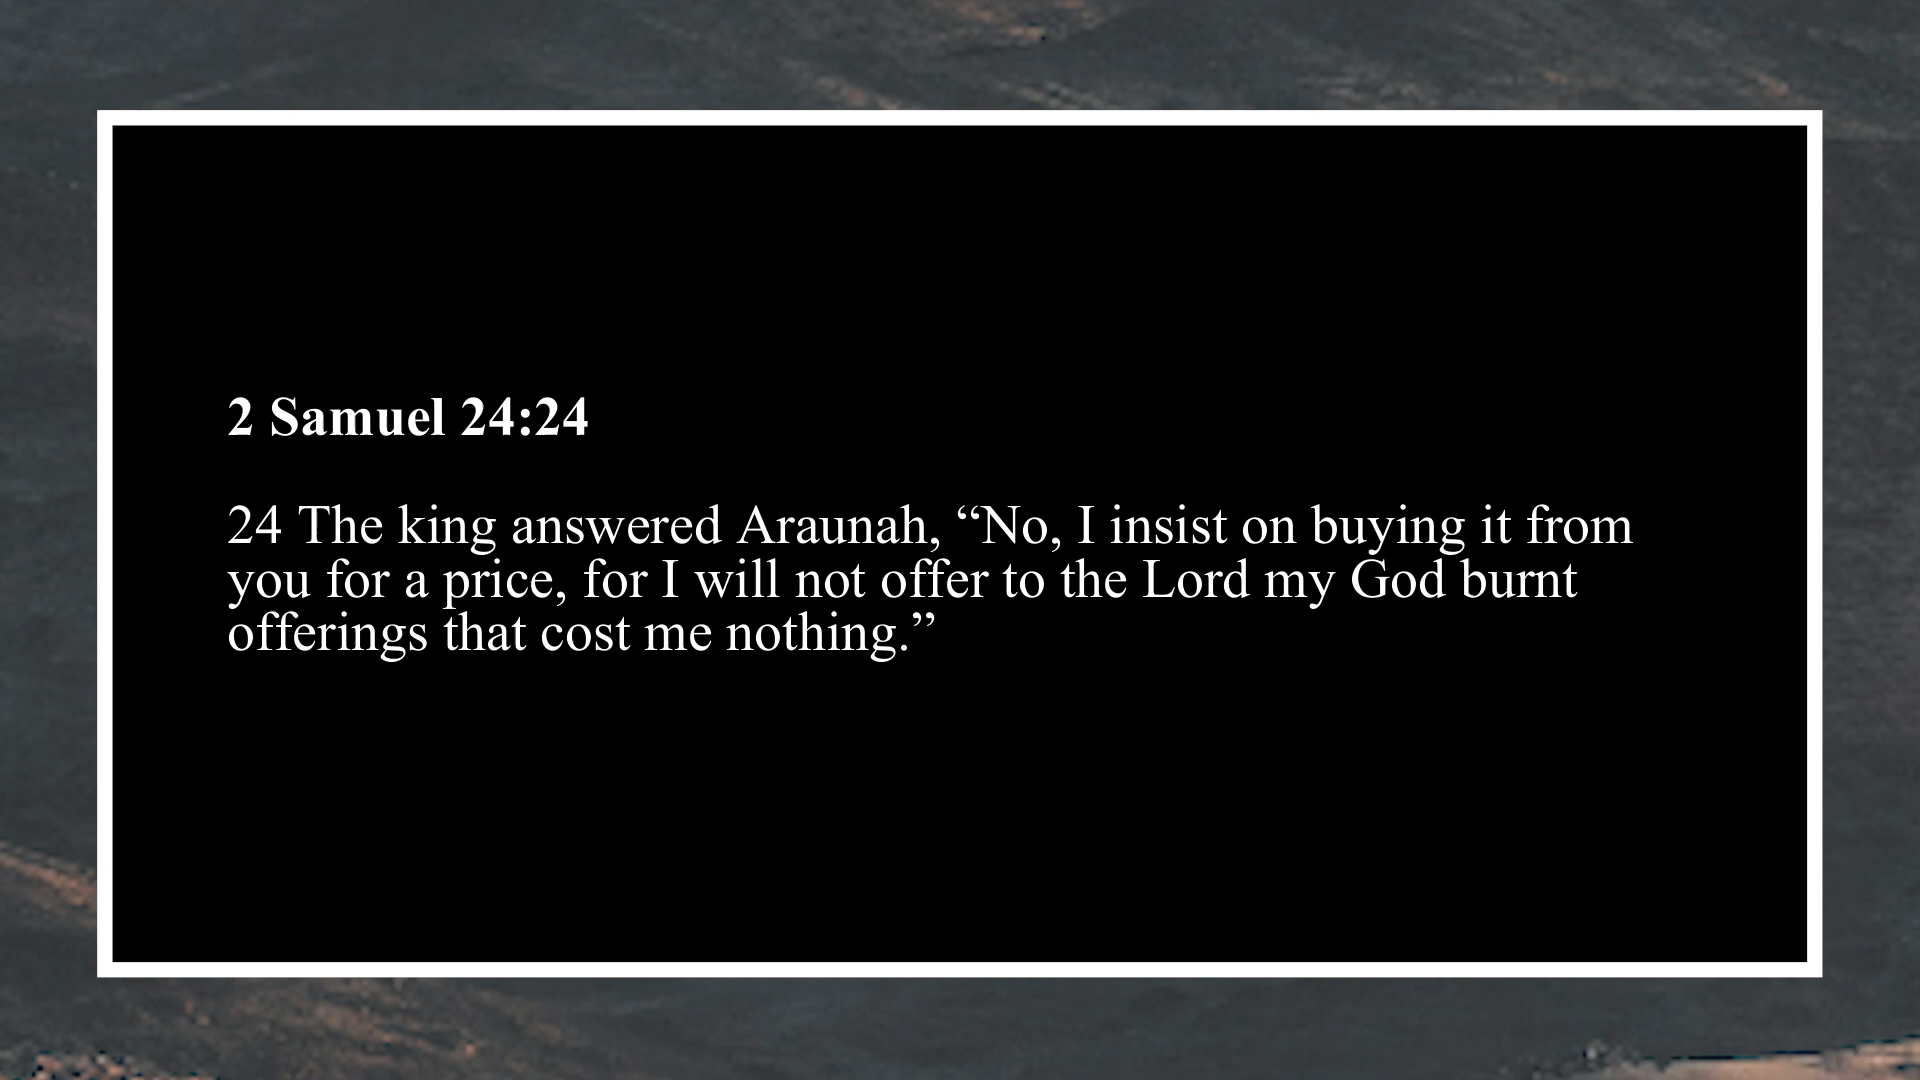 2 Samuel 24:24
24 The king answered Araunah, “No, I insist on buying it from
you for a price, for I will not offer to the Lord my God burnt
offerings that cost me nothing.”